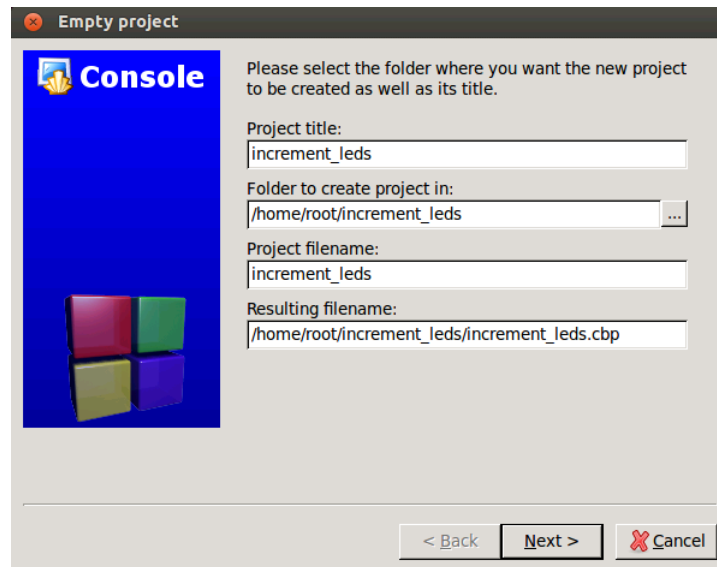 Empty project
Console
Please select the folder where you want the new project
to be created as well as its title.
Project title:
increment_leds
Folder to create project in:
/home/root/increment_leds
...
Project filename:
increment_leds
Resulting filename:
/home/root/increment_leds/increment_leds.cbp
< Back
Next >
Cancel